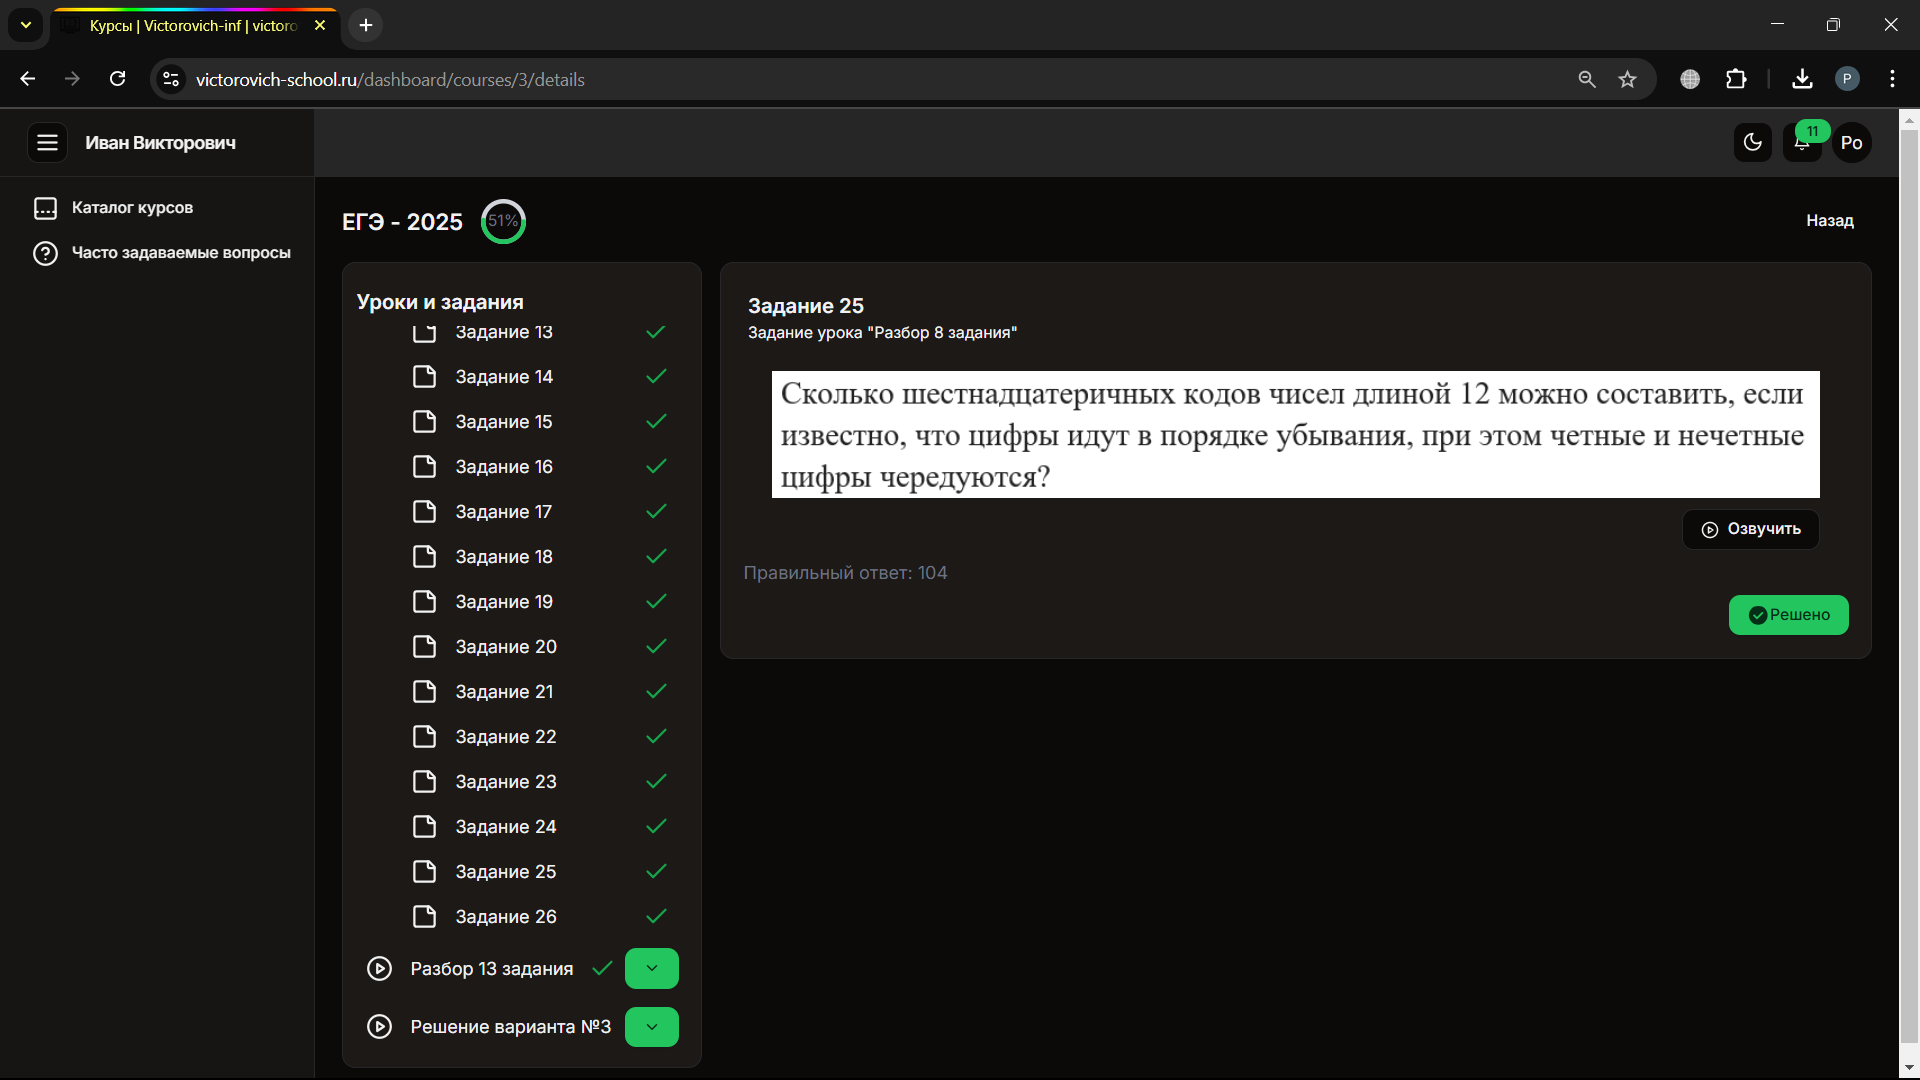 Курсы | Victorovich-inf | victoro
victorovich-school.ru/dashboard/courses/3/details
P
Иван Викторович
11
Po
Каталог курсов
Часто задаваемые вопросы
ЕГЭ - 2025
51%
Назад
Уроки и задания
Задание 13
Задание 14
Задание 15
Задание 16
Задание 17
Задание 18
Задание 19
Задание 20
Задание 21
Задание 22
Задание 23
Задание 24
Задание 25
Задание 26
Разбор 13 задания
Решение варианта №3
Задание 25
Задание урока "Разбор 8 задания"
Сколько шестнадцатеричных кодов чисел длиной 12 можно составить, если
известно, что цифры идут в порядке убывания, при этом четные и нечетные
цифры чередуются?
Озвучить
Правильный ответ: 104
Решено